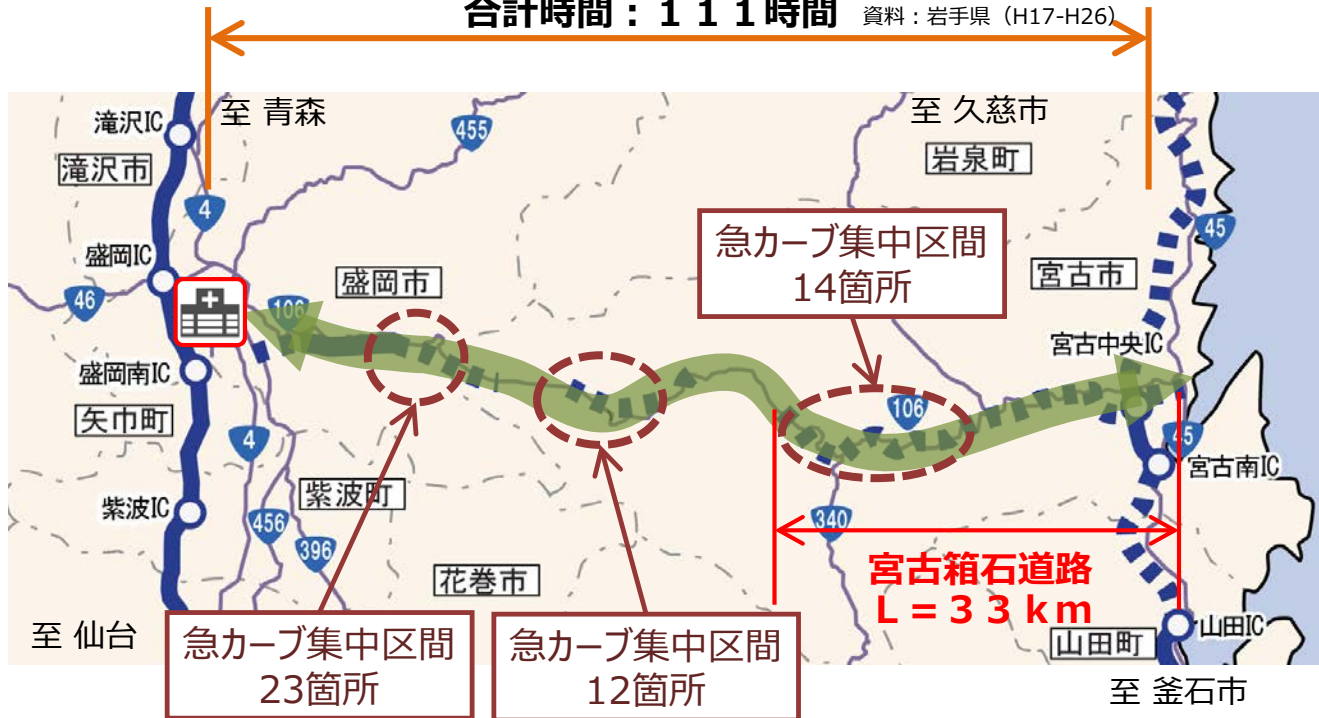 合計時間：１１１時間 資料：岩手県（H17-H26）
至 青森
至 久慈市
滝沢IC
455
岩泉町
滝沢市
4
45
急カーブ集中区間
14箇所
盛岡IC
盛岡市
宮古市
46
106
宮古中央IC
盛岡南IC
106
矢巾町
4
45
宮古南IC
紫波IC
紫波町
456
340
396
宮古箱石道路
Ｌ＝３３ｋｍ
花巻市
至 仙台
急カーブ集中区間
23箇所
急カーブ集中区間
12箇所
山田町
山田IC
至 釜石市